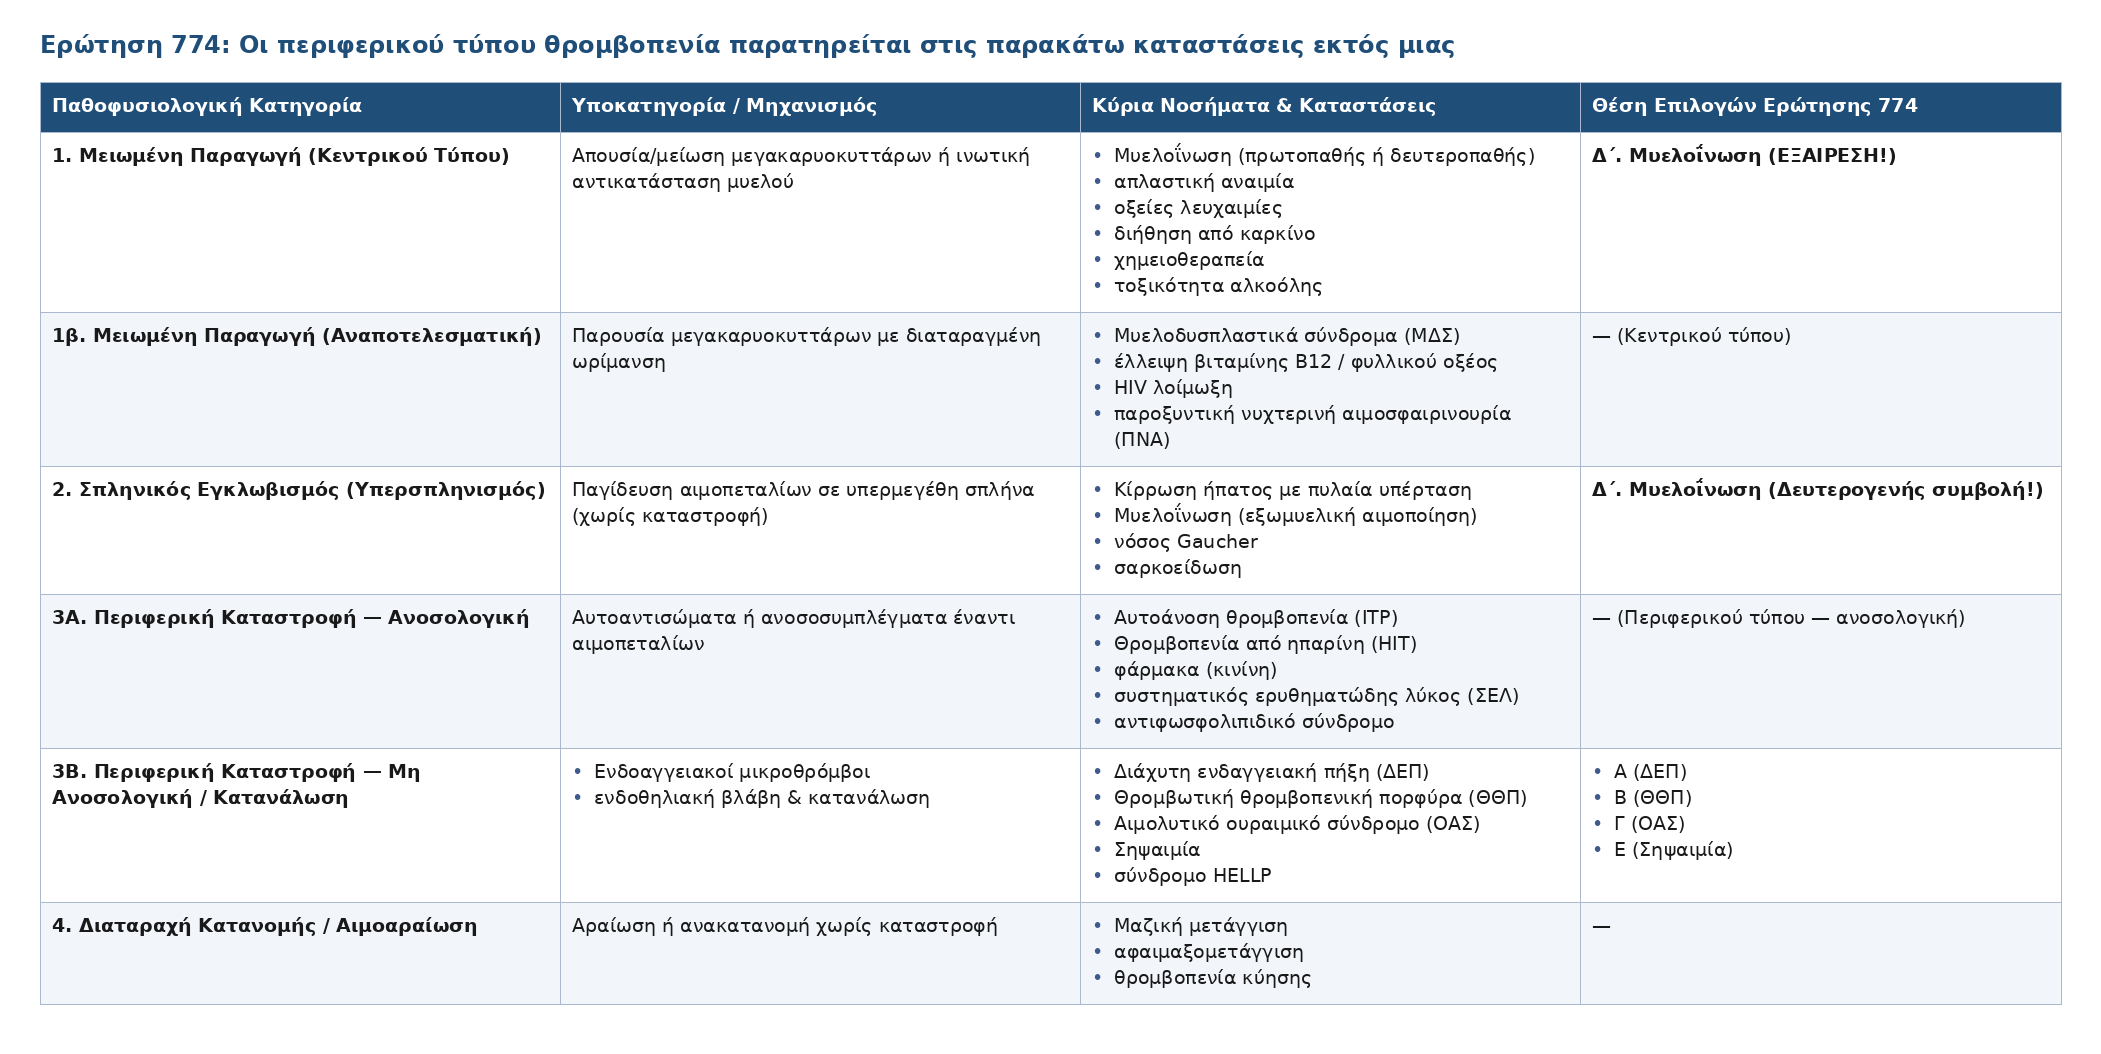 Ερώτηση 774: Οι περιφερικού τύπου θρομβοπενία παρατηρείται στις παρακάτω καταστάσεις εκτός μιας
Παθοφυσιολογική Κατηγορία
Υποκατηγορία / Μηχανισμός
Κύρια Νοσήματα & Καταστάσεις
Θέση Επιλογών Ερώτησης 774
1. Μειωμένη Παραγωγή (Κεντρικού Τύπου)
Απουσία/μείωση μεγακαρυοκυττάρων ή ινωτική
αντικατάσταση μυελού
• Μυελοΐνωση (πρωτοπαθής ή δευτεροπαθής)
• απλαστική αναιμία
• οξείες λευχαιμίες
• διήθηση από καρκίνο
• χημειοθεραπεία
• τοξικότητα αλκοόλης
Δ΄. Μυελοΐνωση (ΕΞΑΙΡΕΣΗ!)
1β. Μειωμένη Παραγωγή (Αναποτελεσματική)
Παρουσία μεγακαρυοκυττάρων με διαταραγμένη
ωρίμανση
• Μυελοδυσπλαστικά σύνδρομα (ΜΔΣ)
• έλλειψη βιταμίνης Β12 / φυλλικού οξέος
• HIV λοίμωξη
• παροξυντική νυχτερινή αιμοσφαιρινουρία
(ΠΝΑ)
— (Κεντρικού τύπου)
2. Σπληνικός Εγκλωβισμός (Υπερσπληνισμός)
Παγίδευση αιμοπεταλίων σε υπερμεγέθη σπλήνα
(χωρίς καταστροφή)
• Κίρρωση ήπατος με πυλαία υπέρταση
• Μυελοΐνωση (εξωμυελική αιμοποίηση)
• νόσος Gaucher
• σαρκοείδωση
Δ΄. Μυελοΐνωση (Δευτερογενής συμβολή!)
3Α. Περιφερική Καταστροφή — Ανοσολογική
Αυτοαντισώματα ή ανοσοσυμπλέγματα έναντι
αιμοπεταλίων
• Αυτοάνοση θρομβοπενία (ITP)
• Θρομβοπενία από ηπαρίνη (HIT)
• φάρμακα (κινίνη)
• συστηματικός ερυθηματώδης λύκος (ΣΕΛ)
• αντιφωσφολιπιδικό σύνδρομο
— (Περιφερικού τύπου — ανοσολογική)
3Β. Περιφερική Καταστροφή — Μη
Ανοσολογική / Κατανάλωση
• Ενδοαγγειακοί μικροθρόμβοι
• ενδοθηλιακή βλάβη & κατανάλωση
• Διάχυτη ενδαγγειακή πήξη (ΔΕΠ)
• Θρομβωτική θρομβοπενική πορφύρα (ΘΘΠ)
• Αιμολυτικό ουραιμικό σύνδρομο (ΟΑΣ)
• Σηψαιμία
• σύνδρομο HELLP
• Α (ΔΕΠ)
• Β (ΘΘΠ)
• Γ (ΟΑΣ)
• Ε (Σηψαιμία)
4. Διαταραχή Κατανομής / Αιμοαραίωση
Αραίωση ή ανακατανομή χωρίς καταστροφή
• Μαζική μετάγγιση
• αφαιμαξομετάγγιση
• θρομβοπενία κύησης
—